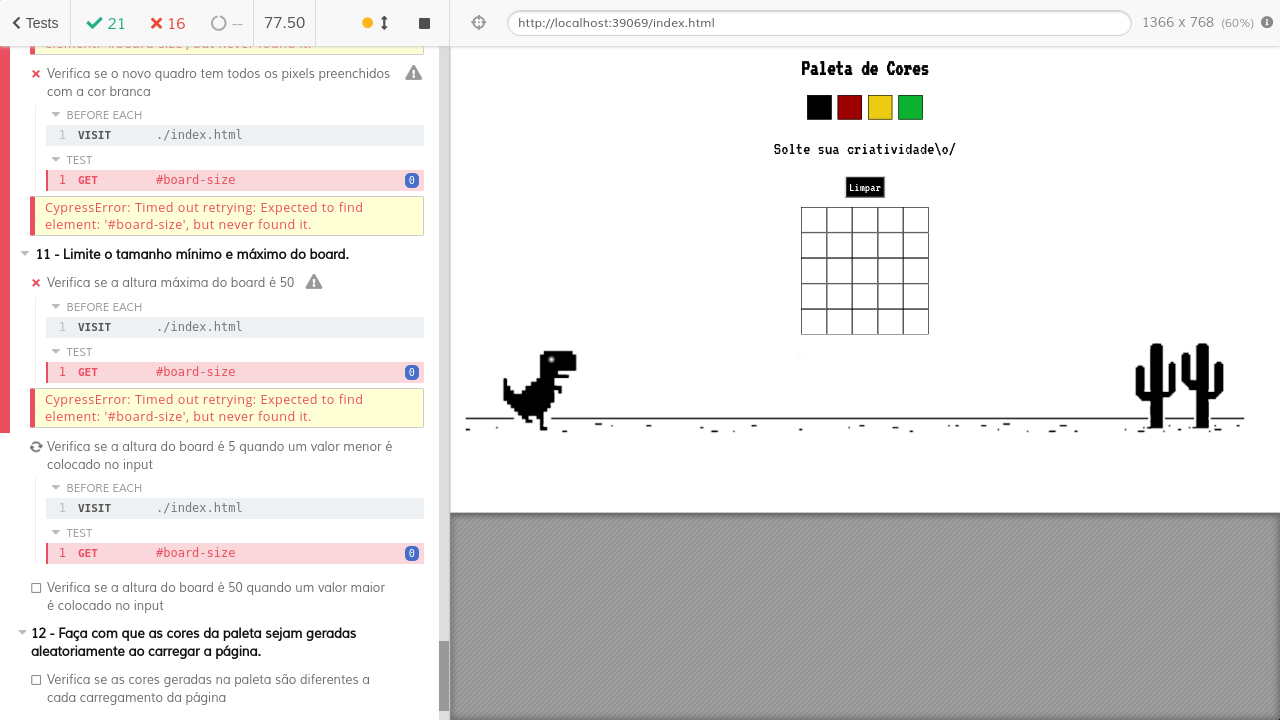 Tests 21 16 -- 77.50
http://localhost:39069/index.html 1366 x 768 (60%)
element: '#board-size', but never found it.
Verifica se o novo quadro tem todos os pixels preenchidos
com a cor branca
BEFORE EACH
1 VISIT ./index.html
TEST
1 GET #board-size 0
CypressError: Timed out retrying: Expected to find
element: '#board-size', but never found it.
11 - Limite o tamanho mínimo e máximo do board.
Verifica se a altura máxima do board é 50
BEFORE EACH
1 VISIT ./index.html
TEST
1 GET #board-size 0
CypressError: Timed out retrying: Expected to find
element: '#board-size', but never found it.
Verifica se a altura do board é 5 quando um valor menor é
colocado no input
BEFORE EACH
1 VISIT ./index.html
TEST
1 GET #board-size 0
Verifica se a altura do board é 50 quando um valor maior
é colocado no input
12 - Faça com que as cores da paleta sejam geradas
aleatoriamente ao carregar a página.
Verifica se as cores geradas na paleta são diferentes a
cada carregamento da página
Paleta de Cores
Solte sua criatividade\o/
Limpar